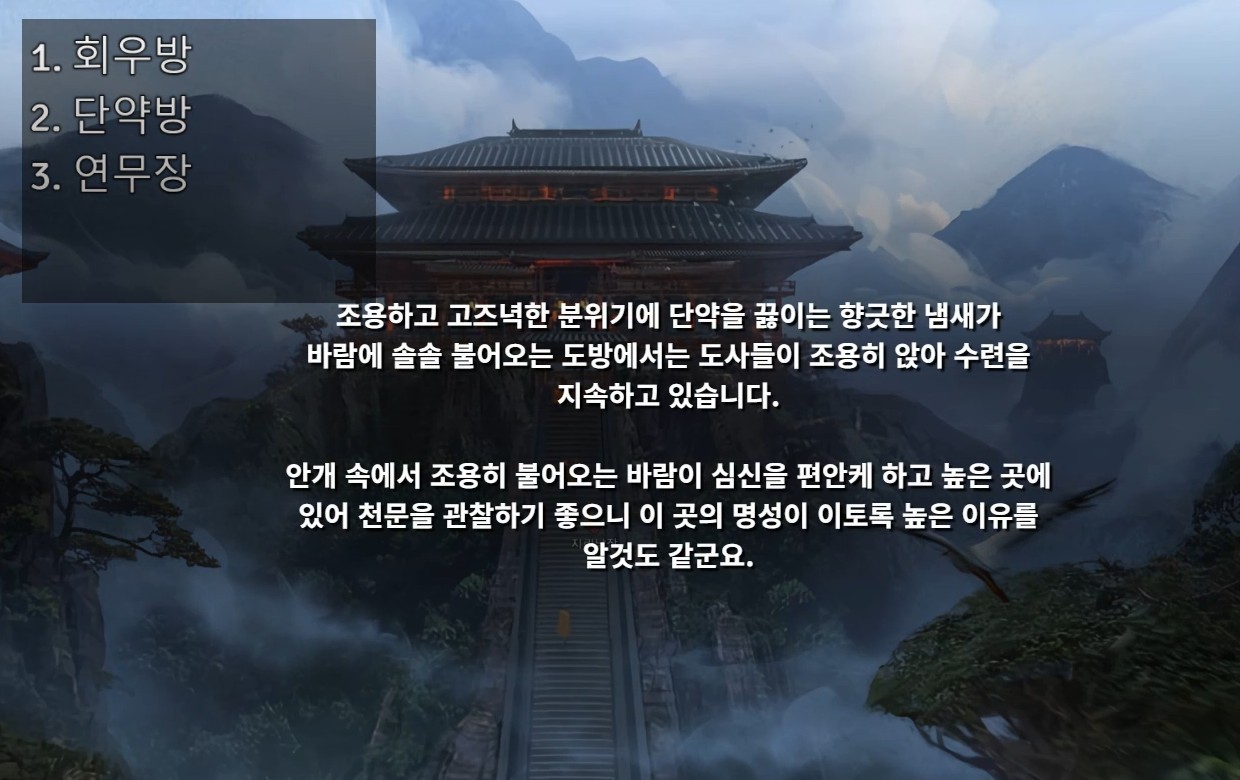 1. 회우방
2. 단약방
3. 연무장
조용하고 고즈녁한 분위기에 단약을 끓이는 향긋한 냄새가
바람에 솔솔 불어오는 도방에서는 도사들이 조용히 앉아 수련을
지속하고 있습니다.
안개 속에서 조용히 불어오는 바람이 심신을 편안케 하고 높은 곳에
있어 천문을 관찰하기 좋으니 이 곳의 명성이 이토록 높은 이유를
알것도 같군요.